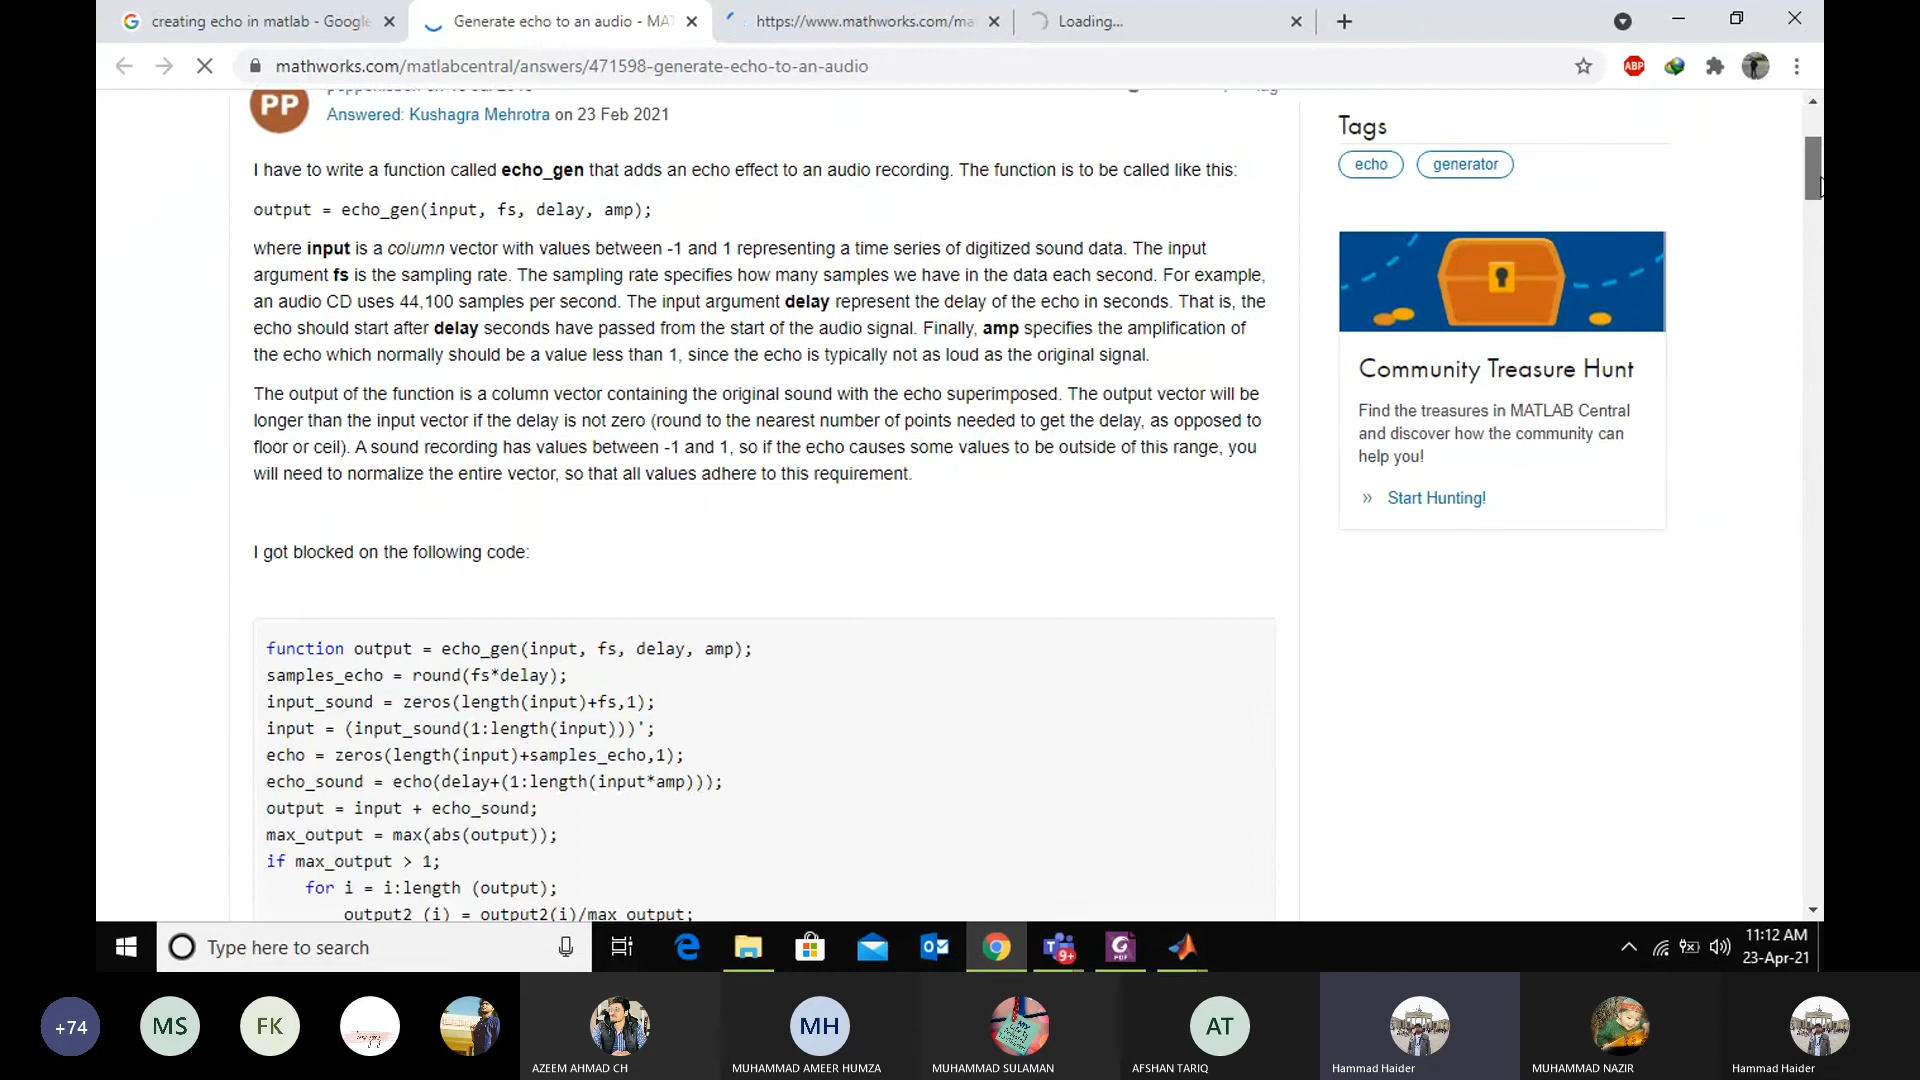 creating echo in matlab - Google
Generate echo to an audio - MAT
https://www.mathworks.com/ma
Loading...
mathworks.com/matlabcentral/answers/471598-generate-echo-to-an-audio
ABP
PP
Answered: Kushagra Mehrotra on 23 Feb 2021
I have to write a function called echo_gen that adds an echo effect to an audio recording. The function is to be called like this:
output = echo_gen(input, fs, delay, amp);
where input is a column vector with values between -1 and 1 representing a time series of digitized sound data. The input
argument fs is the sampling rate. The sampling rate specifies how many samples we have in the data each second. For example,
an audio CD uses 44,100 samples per second. The input argument delay represent the delay of the echo in seconds. That is, the
echo should start after delay seconds have passed from the start of the audio signal. Finally, amp specifies the amplification of
the echo which normally should be a value less than 1, since the echo is typically not as loud as the original signal.
The output of the function is a column vector containing the original sound with the echo superimposed. The output vector will be
longer than the input vector if the delay is not zero (round to the nearest number of points needed to get the delay, as opposed to
floor or ceil). A sound recording has values between -1 and 1, so if the echo causes some values to be outside of this range, you
will need to normalize the entire vector, so that all values adhere to this requirement.
I got blocked on the following code:
function output = echo_gen(input, fs, delay, amp);
samples_echo = round(fs*delay);
input_sound = zeros(length(input)+fs,1);
input = (input_sound(1:length(input)))';
echo = zeros(length(input)+samples_echo,1);
echo_sound = echo(delay+(1:length(input*amp)));
output = input + echo_sound;
max_output = max(abs(output));
if max_output > 1;
for i = i:length (output);
output2 (i) = output2(i)/max_output;
Tags
echo
generator
Community Treasure Hunt
Find the treasures in MATLAB Central
and discover how the community can
help you!
» Start Hunting!
Type here to search
9+
PDF
11:12 AM
23-Apr-21
+74
MS
FK
AZEEM AHMAD CH
MH
MUHAMMAD AMEER HUMZA
MUHAMMAD SULAMAN
AT
AFSHAN TARIQ
Hammad Haider
MUHAMMAD NAZIR
Hammad Haider